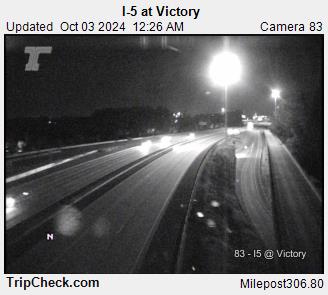 I-5 at Victory
Updated Oct 03 2024 12:26 AM Camera 83
T
N
83 - I5 @ Victory
TripCheck.com Milepost306.80